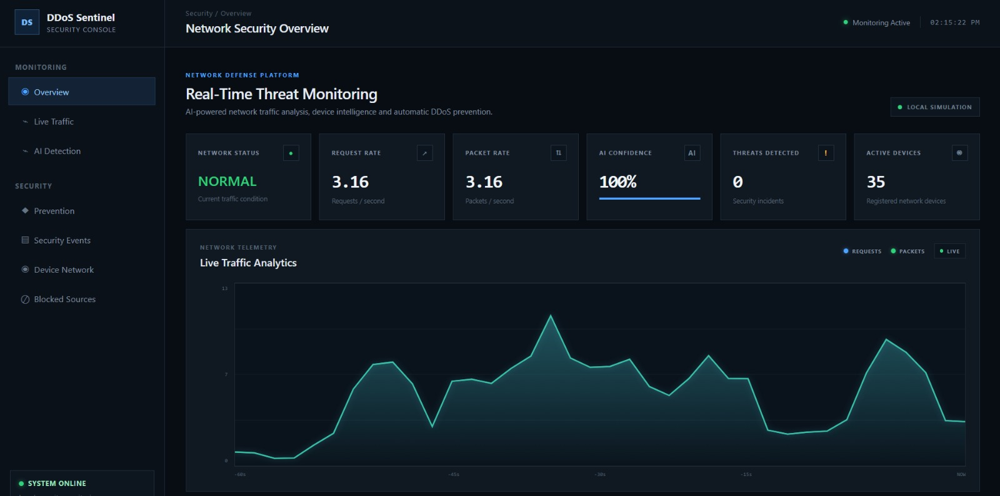 DS
DDoS Sentinel
SECURITY CONSOLE
Security / Overview
Network Security Overview
Monitoring Active
02:15:22 PM
MONITORING
Overview
Live Traffic
AI Detection
SECURITY
Prevention
Security Events
Device Network
Blocked Sources
SYSTEM ONLINE
NETWORK DEFENSE PLATFORM
Real-Time Threat Monitoring
AI-powered network traffic analysis, device intelligence and automatic DDoS prevention.
LOCAL SIMULATION
NETWORK STATUS
NORMAL
Current traffic condition
REQUEST RATE
3.16
Requests / second
PACKET RATE
3.16
Packets / second
AI CONFIDENCE
AI
100%
THREATS DETECTED
!
0
Security incidents
ACTIVE DEVICES
35
Registered network devices
NETWORK TELEMETRY
Live Traffic Analytics
REQUESTS
PACKETS
LIVE
13
7
0
-60s
-45s
-30s
-15s
NOW